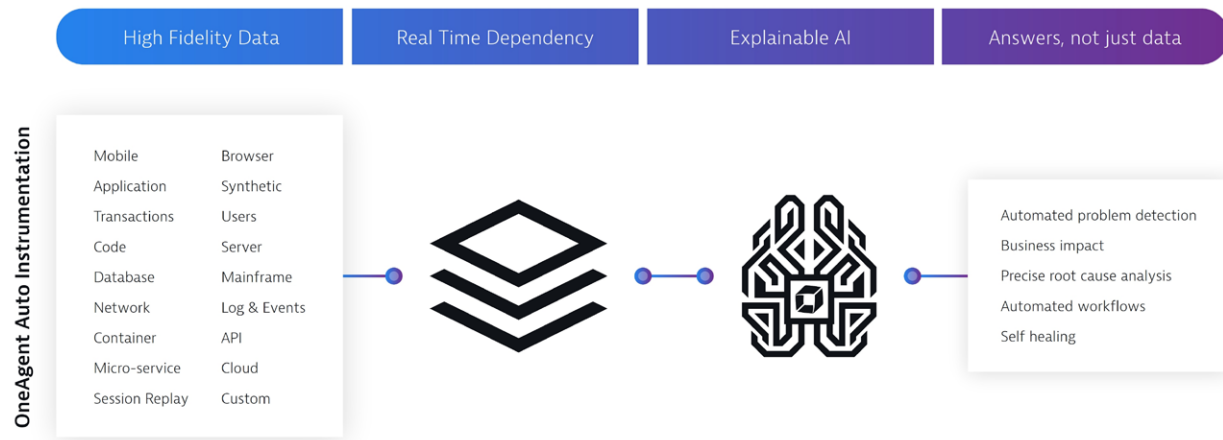 High Fidelity Data
Real Time Dependency
Explainable AI
Answers, not just data
OneAgent Auto Instrumentation
Mobile Browser
Application Synthetic
Transactions Users
Code Server
Database Mainframe
Network Log & Events
Container API
Micro-service Cloud
Session Replay Custom
Automated problem detection
Business impact
Precise root cause analysis
Automated workflows
Self healing